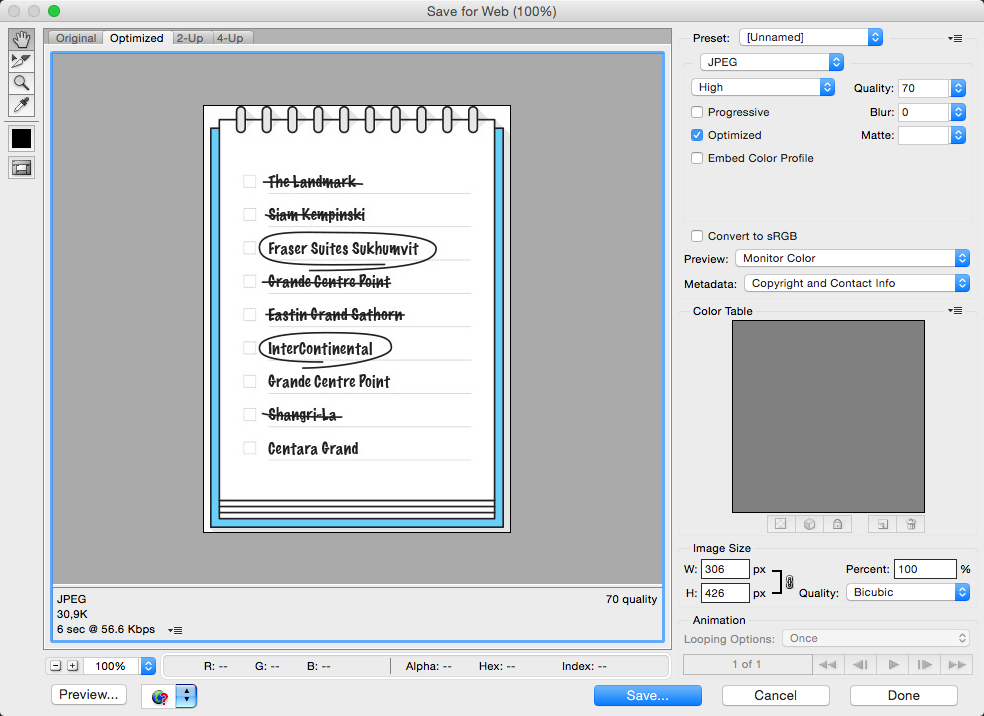 Save for Web (100%)
Original Optimized 2-Up 4-Up
Preset: [Unnamed]
JPEG
High Quality: 70
Progressive Blur: 0
Optimized Matte:
Embed Color Profile
Convert to sRGB
Preview: Monitor Color
Metadata: Copyright and Contact Info
Color Table
The Landmark
Siam Kempinski
Fraser Suites Sukhumvit
Grande Centre Point
Eastin Grand Sathorn
InterContinental
Grande Centre Point
Shangri-La
Centara Grand
Image Size
W: 306 px Percent: 100 %
H: 426 px Quality: Bicubic
JPEG 70 quality
30,9K
6 sec @ 56.6 Kbps
Animation
Looping Options: Once
1 of 1
100% R: -- G: -- B: -- Alpha: -- Hex: -- Index: --
Preview... Save... Cancel Done